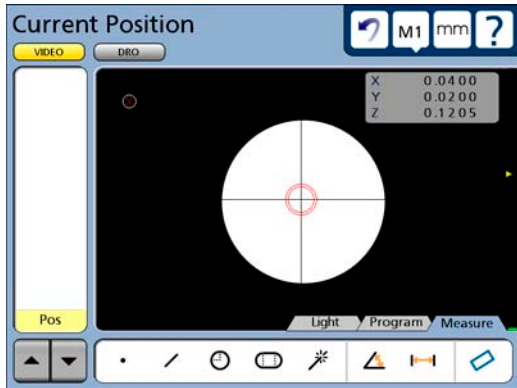 Current Position
M1 mm ?
VIDEO DRO
X 0.0400
Y 0.0200
Z 0.1205
Pos
Light Program Measure